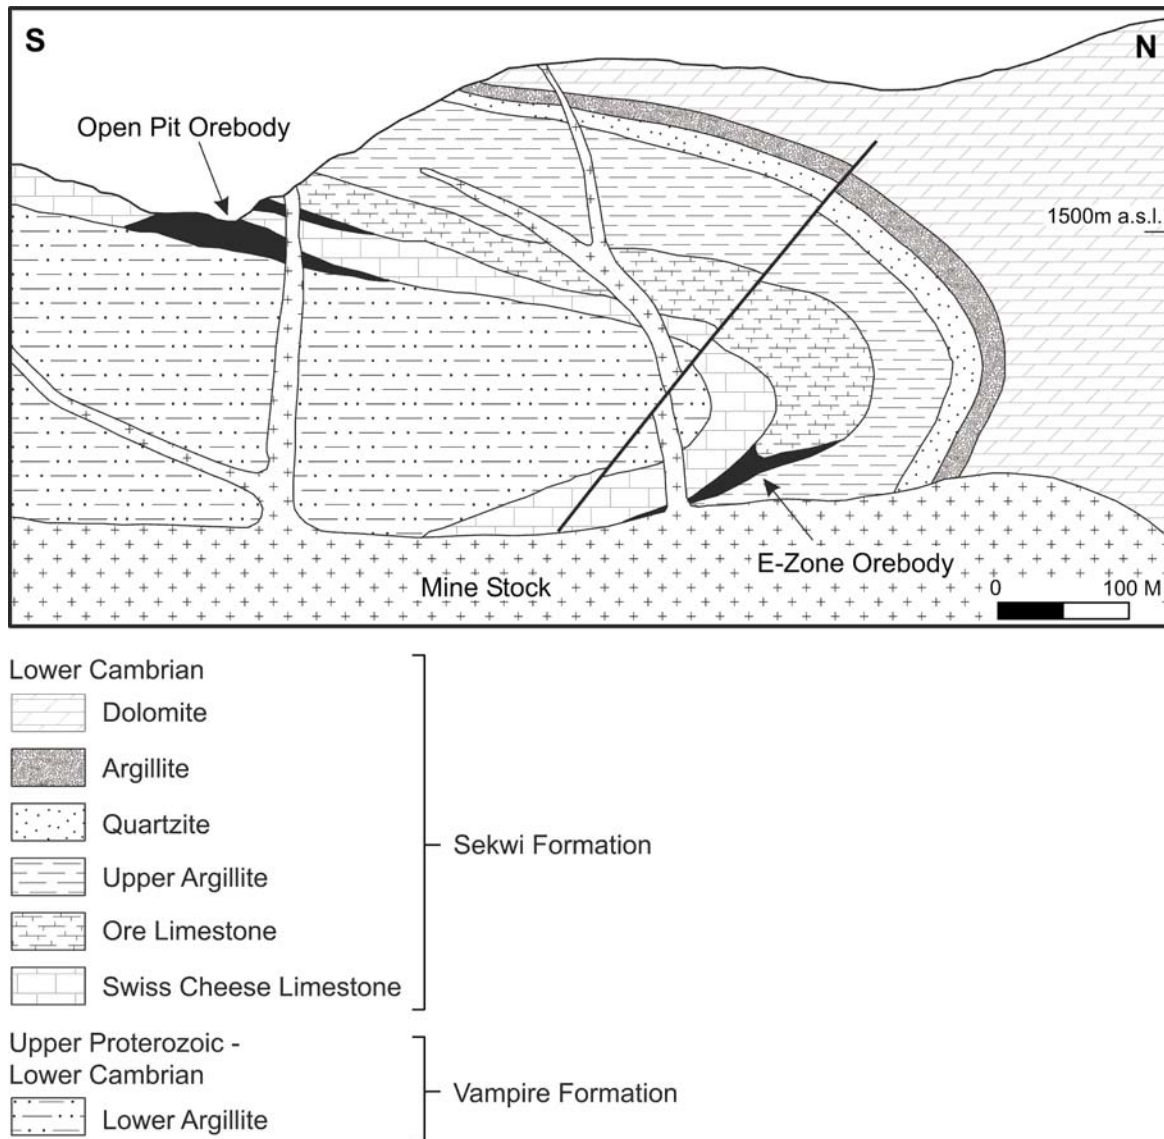 S
N
Open Pit Orebody
1500m a.s.l.
E-Zone Orebody
Mine Stock
0 100 M
Lower Cambrian
Dolomite
Argillite
Quartzite
Upper Argillite
Ore Limestone
Swiss Cheese Limestone
Sekwi Formation
Upper Proterozoic -
Lower Cambrian
Lower Argillite
Vampire Formation